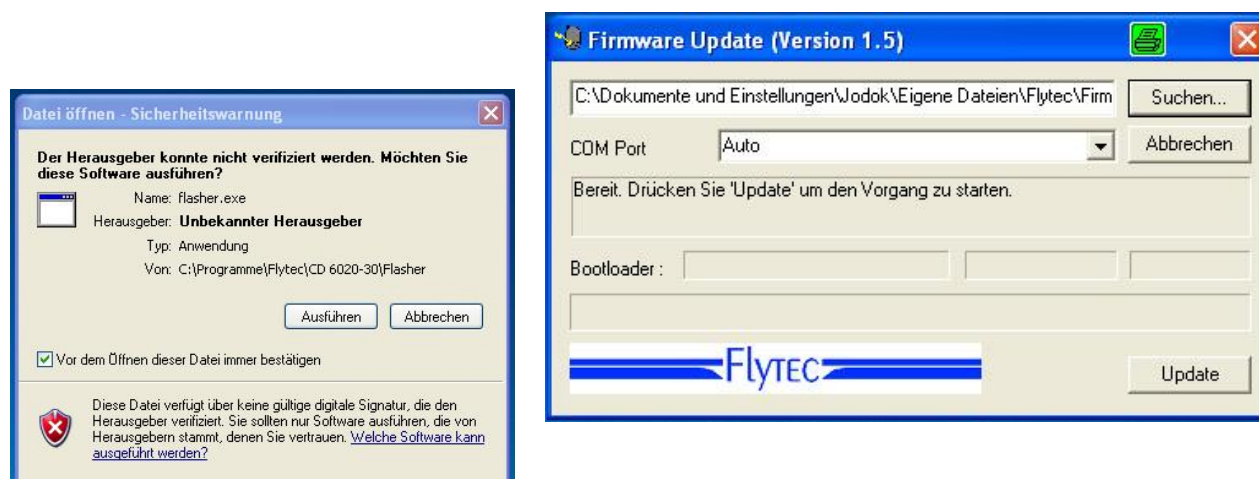 Datei öffnen - Sicherheitswarnung
Der Herausgeber konnte nicht verifiziert werden. Möchten Sie
diese Software ausführen?
Name: flasher.exe
Herausgeber: Unbekannter Herausgeber
Typ: Anwendung
Von: C:\Programme\Flytec\CD 6020-30\Flasher
Ausführen Abbrechen
Vor dem Öffnen dieser Datei immer bestätigen
Diese Datei verfügt über keine gültige digitale Signatur, die den
Herausgeber verifiziert. Sie sollten nur Software ausführen, die von
Herausgebern stammt, denen Sie vertrauen. Welche Software kann
ausgeführt werden?
Firmware Update (Version 1.5)
C:\Dokumente und Einstellungen\Jodok\Eigene Dateien\Flytec\Firm
Suchen...
COM Port Auto Abbrechen
Bereit. Drücken Sie 'Update' um den Vorgang zu starten.
Bootloader :
FLYTEC
Update